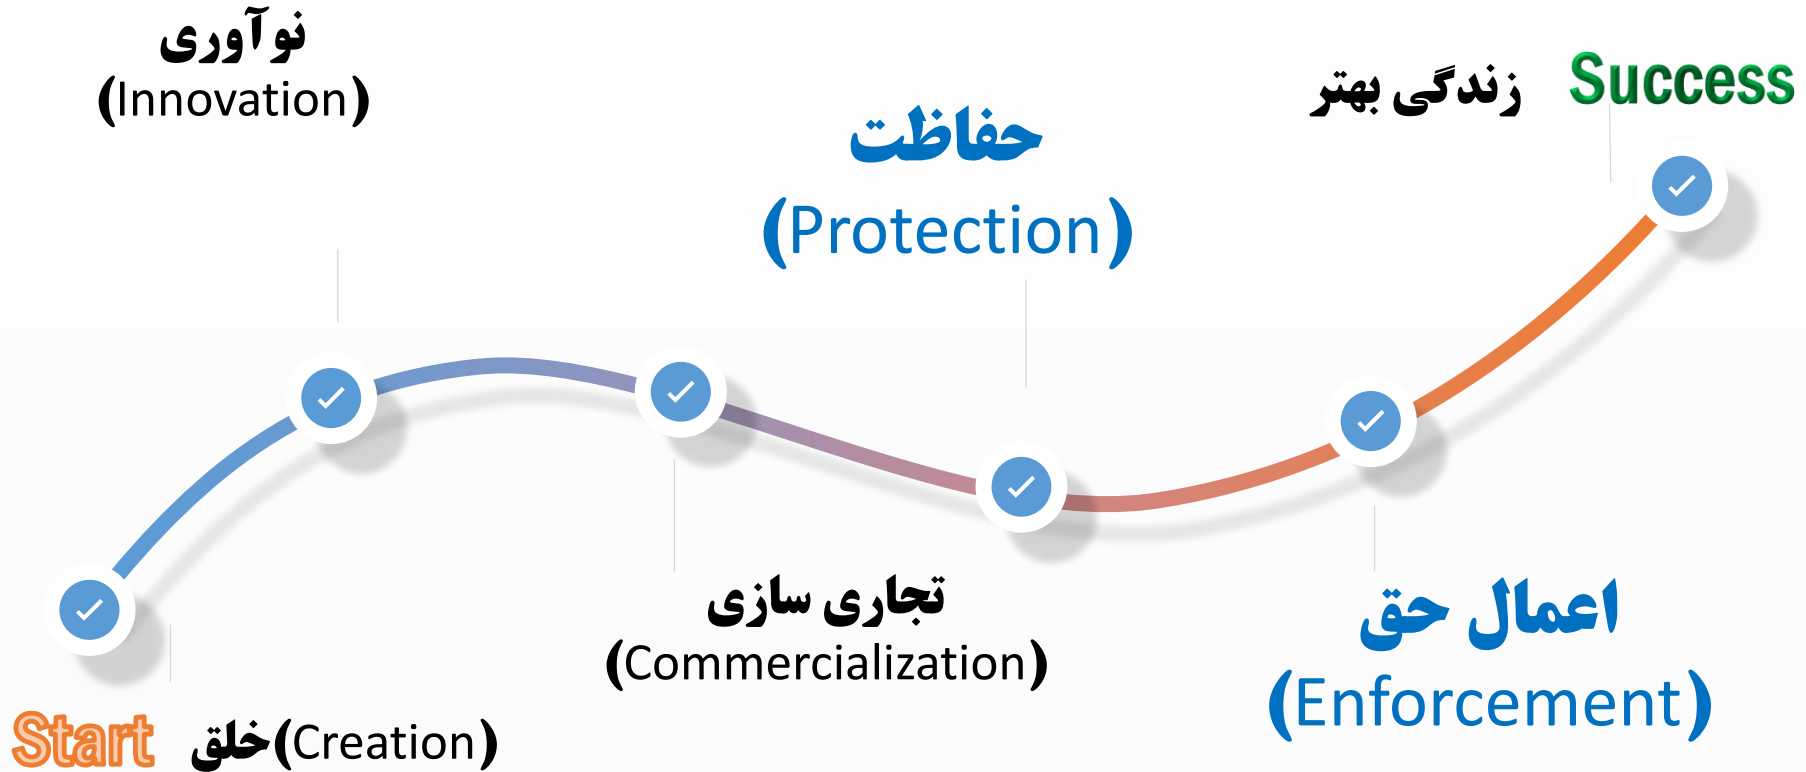 نوآوری
(Innovation)
حفاظت
(Protection)
زندگی بهتر
Success
تجاری سازی
(Commercialization)
اعمال حق
(Enforcement)
Start
خلق(Creation)